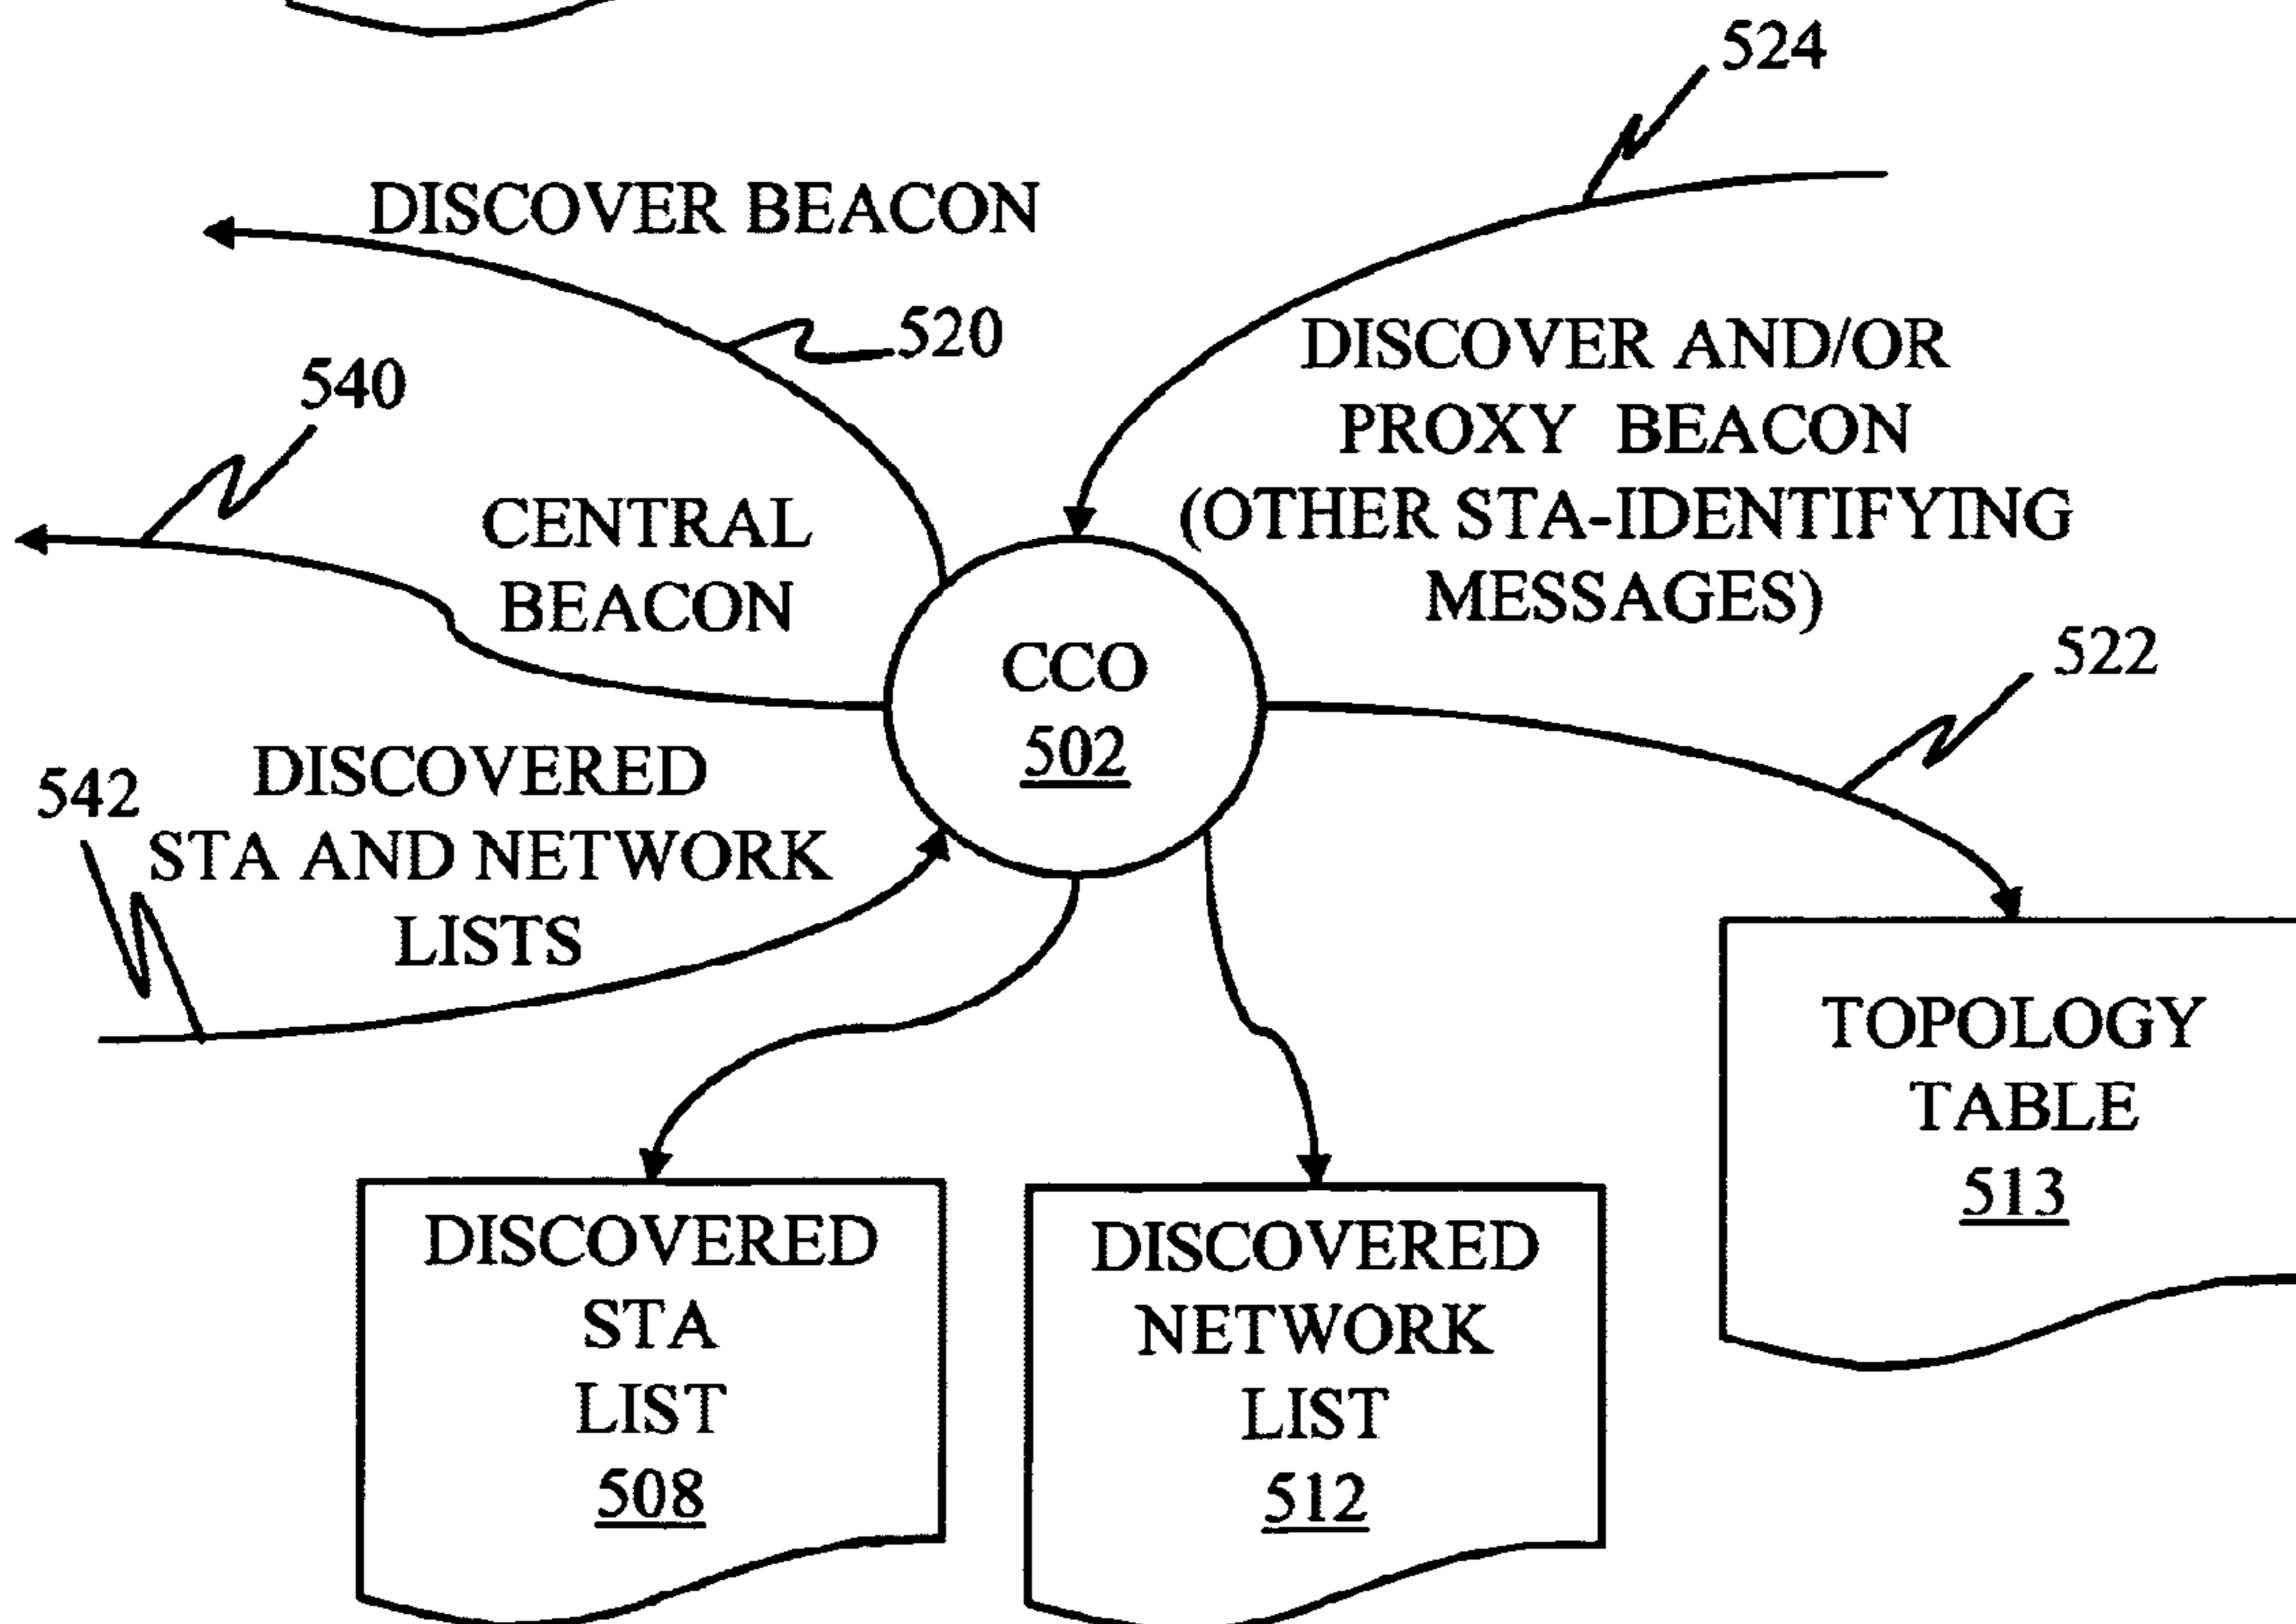 524
DISCOVER BEACON
520
DISCOVER AND/OR
PROXY BEACON
(OTHER STA-IDENTIFYING
MESSAGES)
540
CENTRAL
BEACON
CCO
502
522
542
DISCOVERED
STA AND NETWORK
LISTS
TOPOLOGY
TABLE
513
DISCOVERED
STA
LIST
508
DISCOVERED
NETWORK
LIST
512